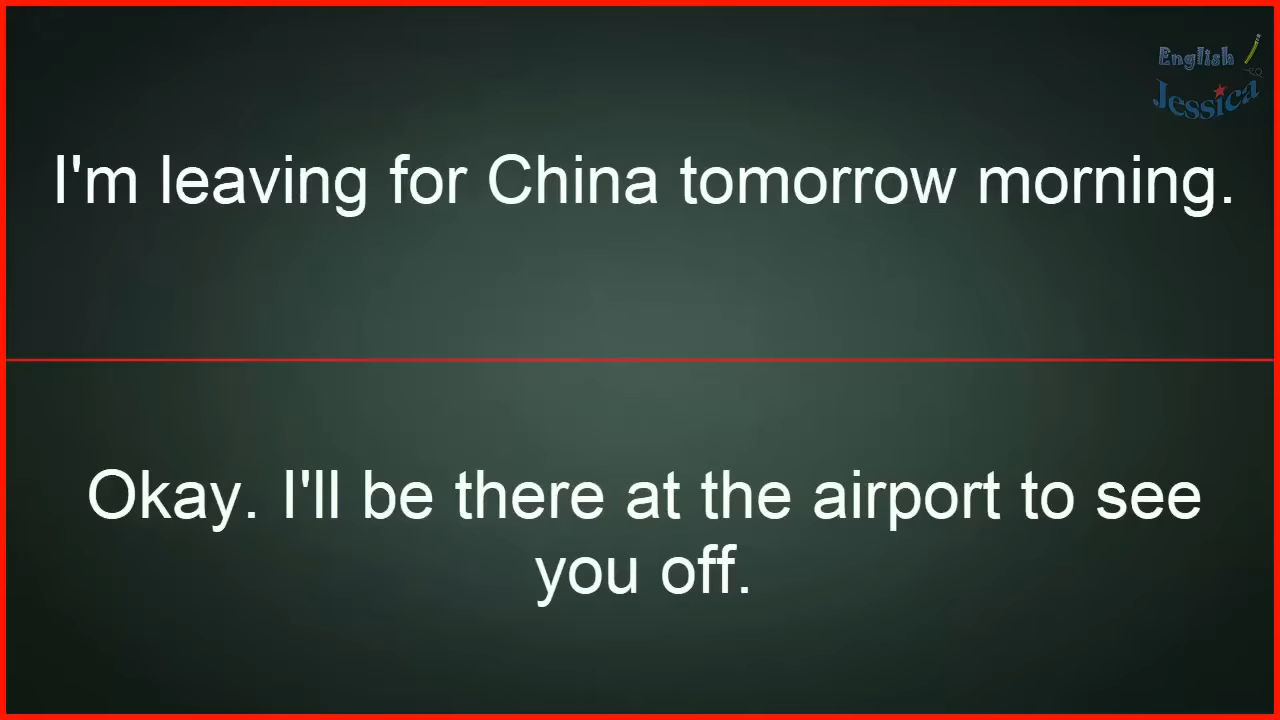 English
Jessica
I'm leaving for China tomorrow morning.
Okay. I'll be there at the airport to see
you off.